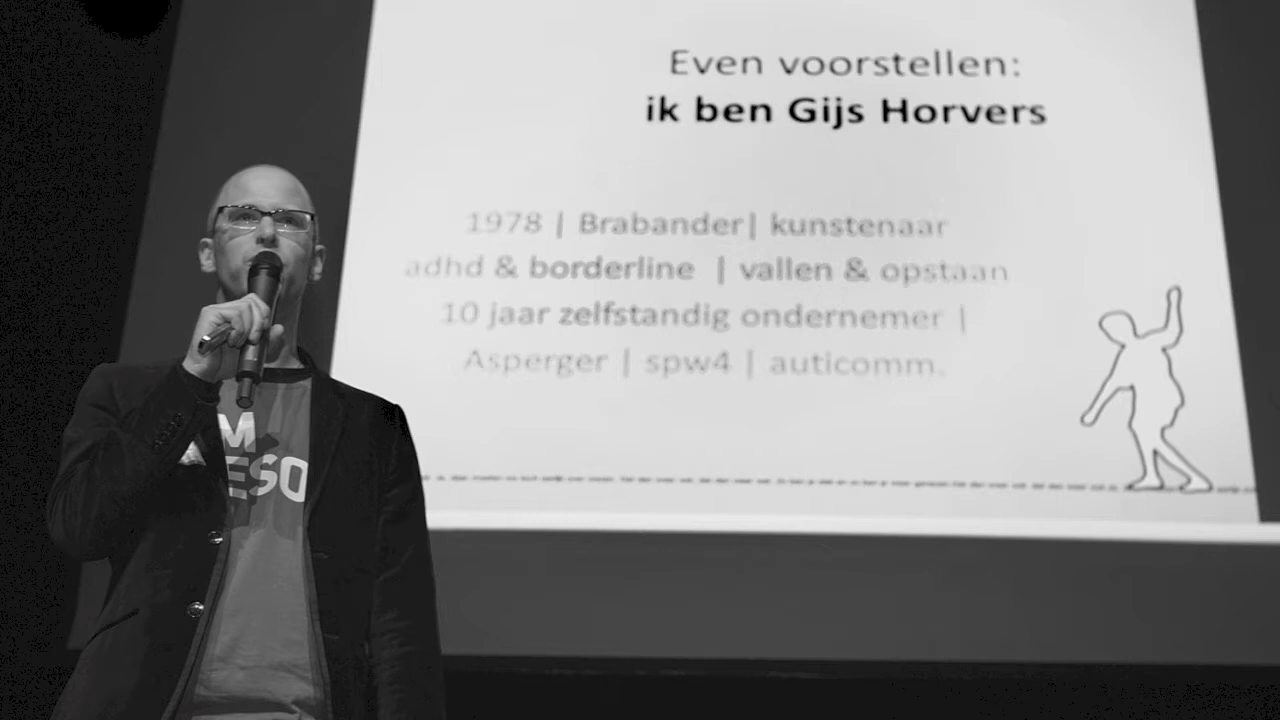 Even voorstellen:
ik ben Gijs Horvers
1978 | Brabander| kunstenaar
adhd & borderline | vallen & opstaan
10 jaar zelfstandig ondernemer |
Asperger | spw4 | auticomm.
M
ESO